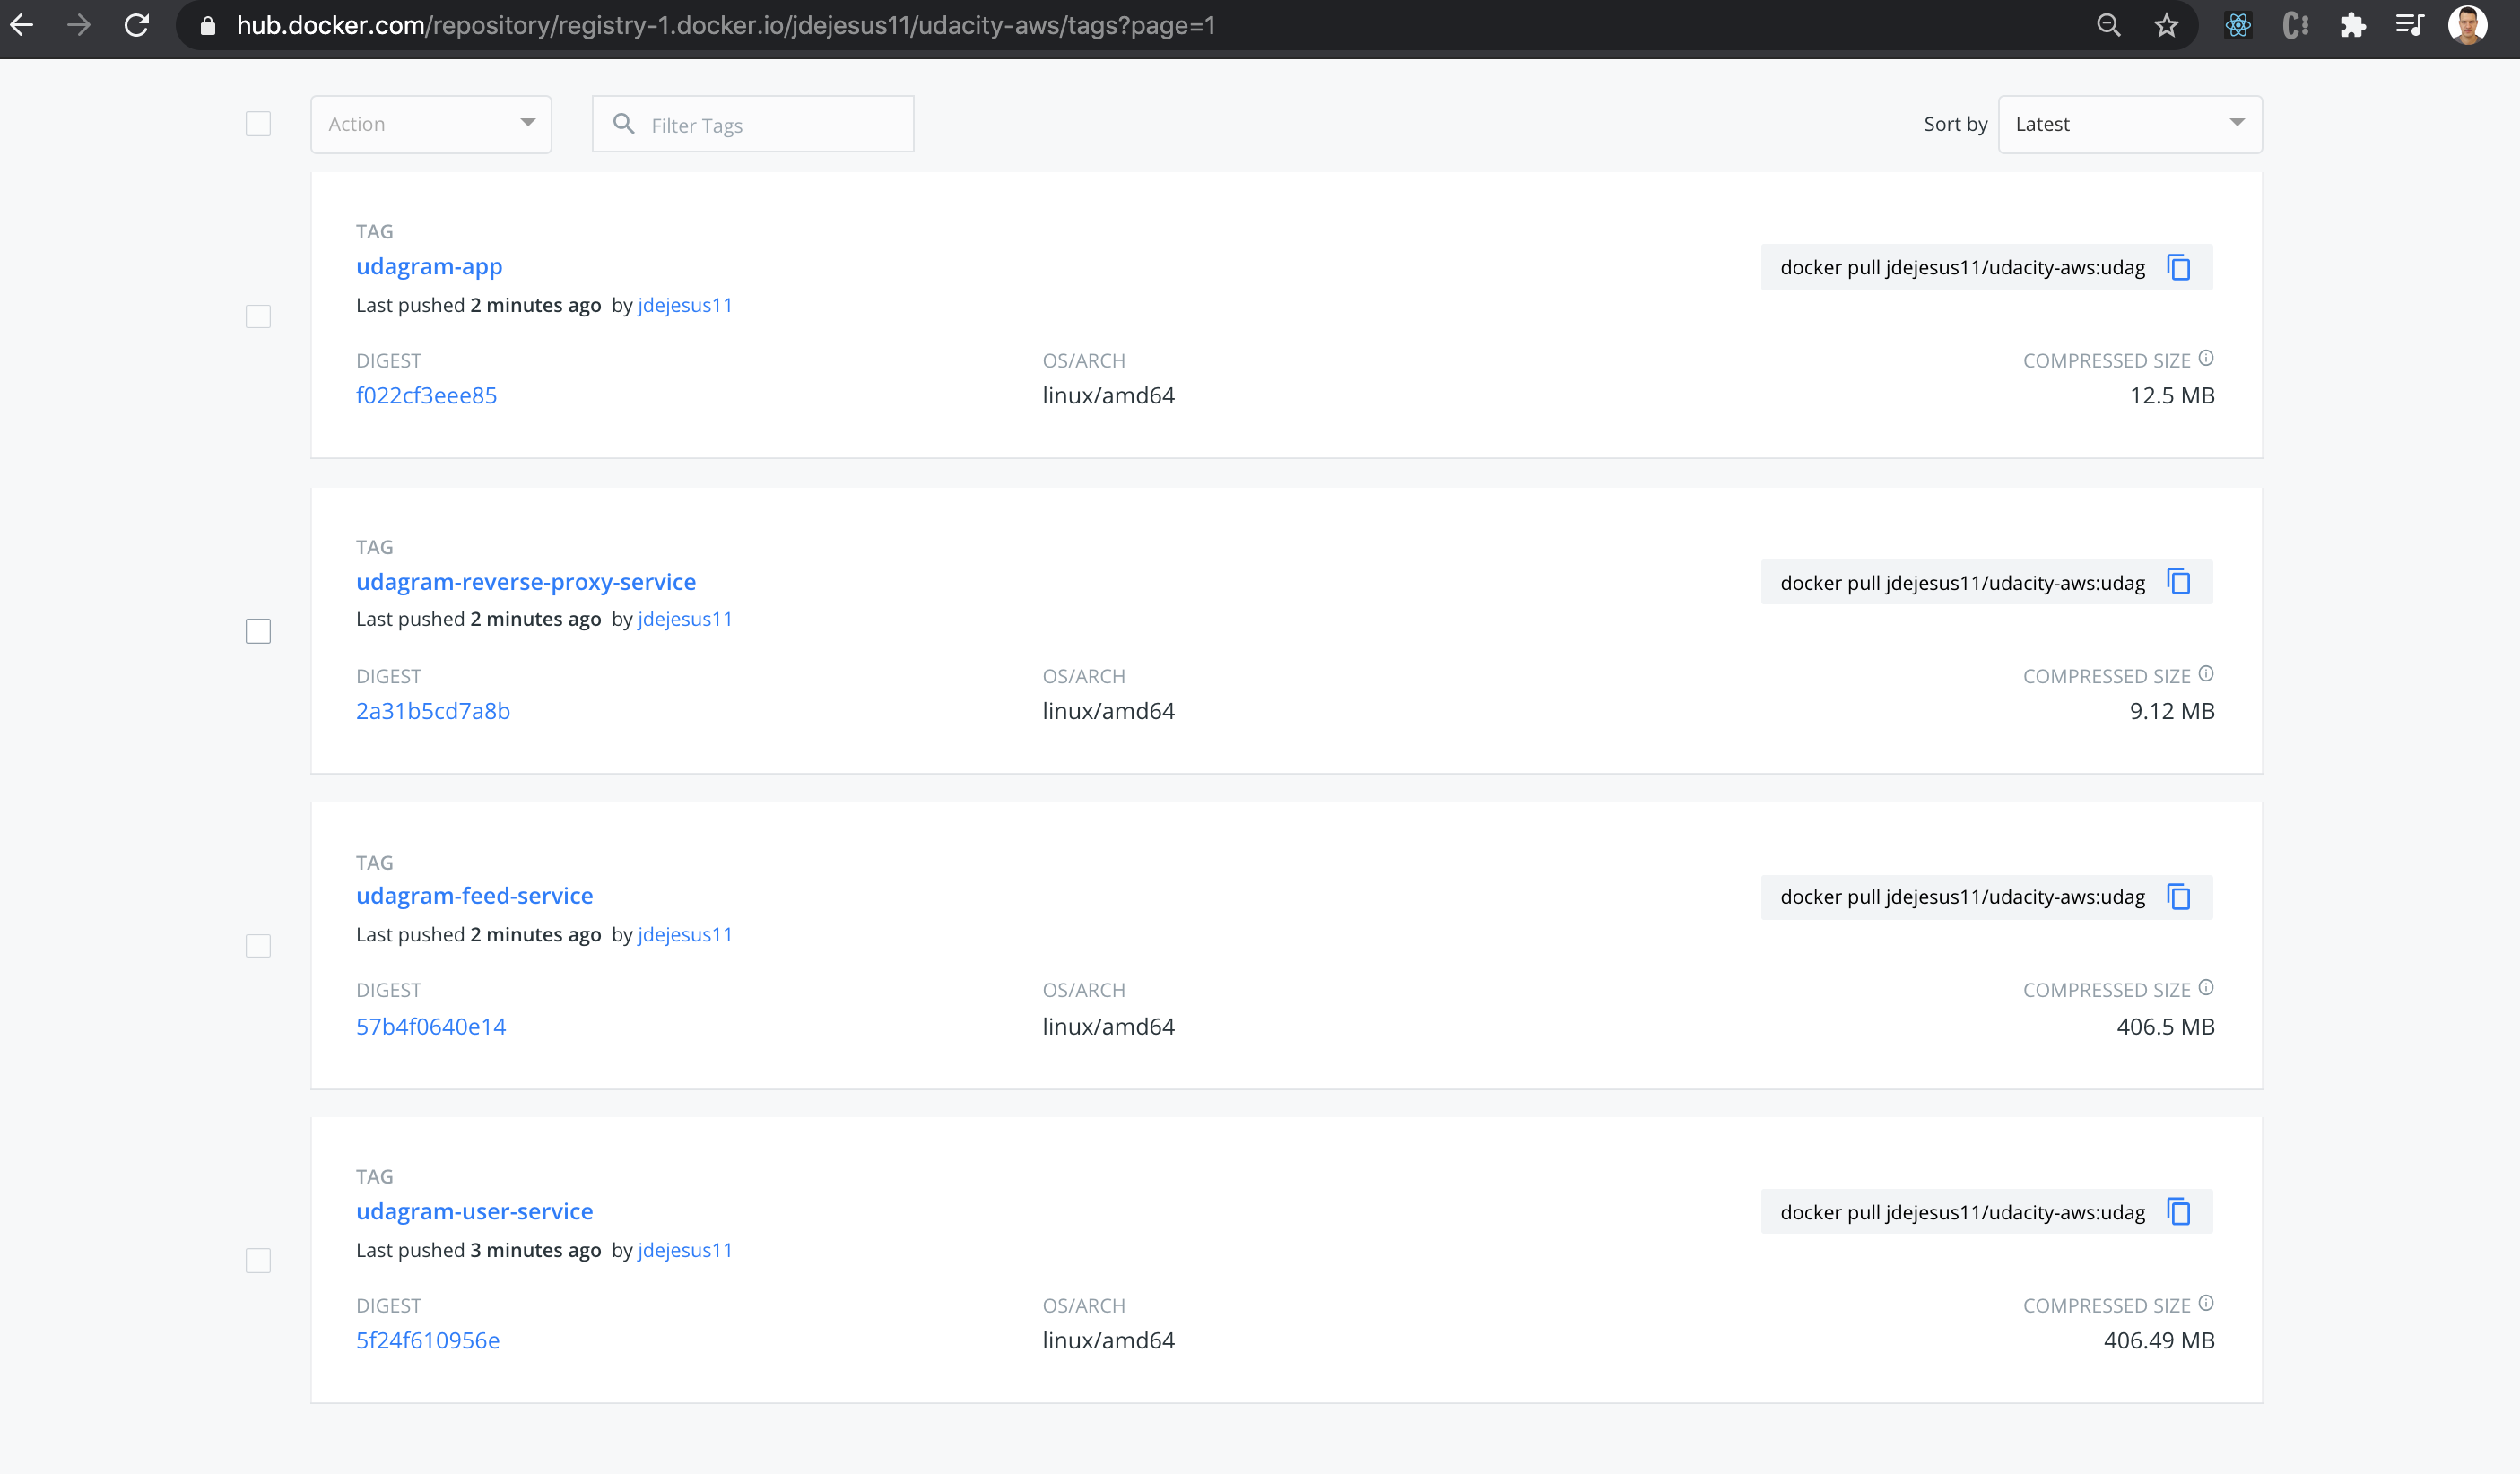 hub.docker.com/repository/registry-1.docker.io/jdejesus11/udacity-aws/tags?page=1
Action
Filter Tags
Sort by
Latest
TAG
udagram-app
docker pull jdejesus11/udacity-aws:udag
Last pushed 2 minutes ago by jdejesus11
DIGEST
OS/ARCH
COMPRESSED SIZE
f022cf3eee85
linux/amd64
12.5 MB
TAG
udagram-reverse-proxy-service
docker pull jdejesus11/udacity-aws:udag
Last pushed 2 minutes ago by jdejesus11
DIGEST
OS/ARCH
COMPRESSED SIZE
2a31b5cd7a8b
linux/amd64
9.12 MB
TAG
udagram-feed-service
docker pull jdejesus11/udacity-aws:udag
Last pushed 2 minutes ago by jdejesus11
DIGEST
OS/ARCH
COMPRESSED SIZE
57b4f0640e14
linux/amd64
406.5 MB
TAG
udagram-user-service
docker pull jdejesus11/udacity-aws:udag
Last pushed 3 minutes ago by jdejesus11
DIGEST
OS/ARCH
COMPRESSED SIZE
5f24f610956e
linux/amd64
406.49 MB